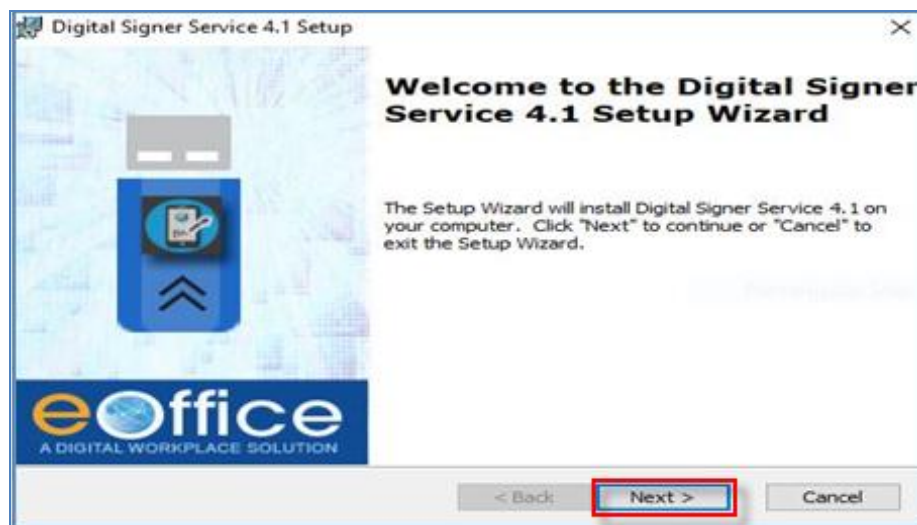 Digital Signer Service 4.1 Setup
Welcome to the Digital Signer
Service 4.1 Setup Wizard
The Setup Wizard will install Digital Signer Service 4.1 on
your computer. Click "Next" to continue or "Cancel" to
exit the Setup Wizard.
eOffice
A DIGITAL WORKPLACE SOLUTION
< Back
Next >
Cancel